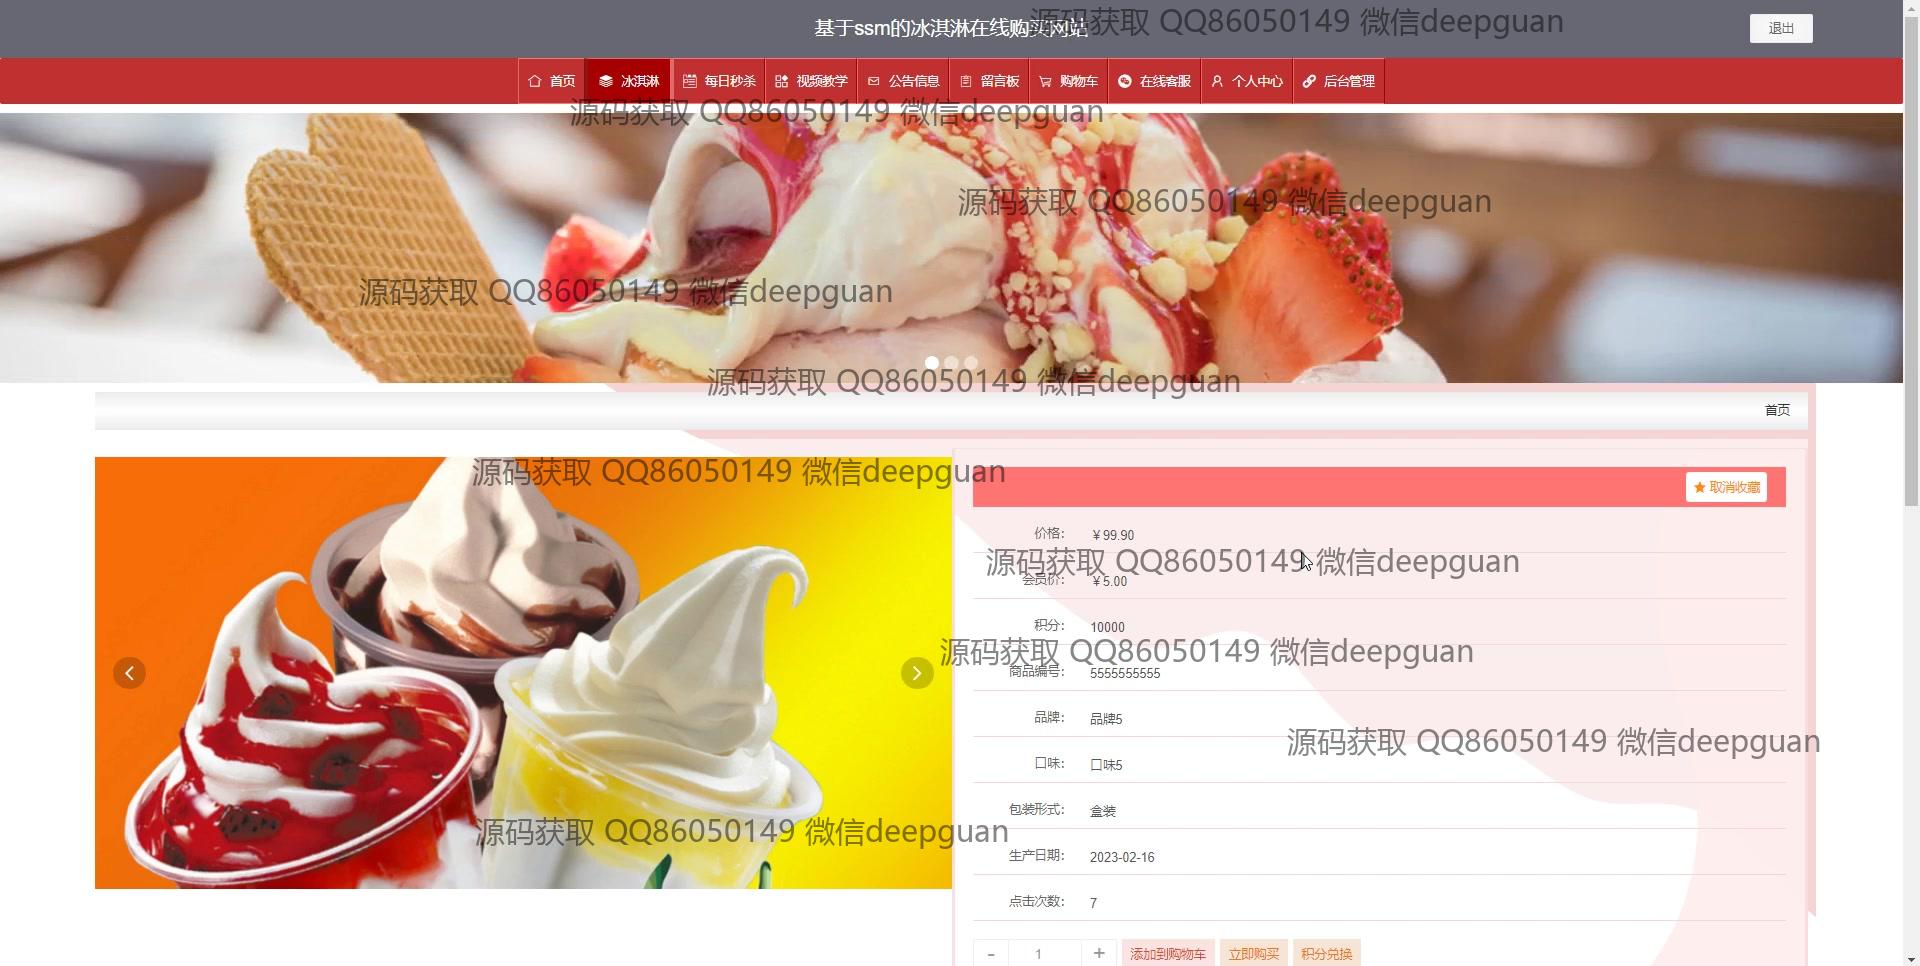 基于ssm的冰淇淋在线购买网站
源码获取 QQ86050149 微信deepguan
退出
首页 冰淇淋 每日秒杀 视频教学 公告信息 留言板 购物车 在线客服 个人中心 后台管理
源码获取 QQ86050149 微信deepguan
源码获取 QQ86050149 微信deepguan
源码获取 QQ86050149 微信deepguan
源码获取 QQ86050149 微信deepguan
首页
源码获取 QQ86050149 微信deepguan
取消收藏
价格： ￥99.90
源码获取 QQ86050149 微信deepguan
会员价： ￥5.00
积分： 10000
源码获取 QQ86050149 微信deepguan
商品编号： 5555555555
品牌： 品牌5
源码获取 QQ86050149 微信deepguan
口味： 口味5
包装形式： 盒装
源码获取 QQ86050149 微信deepguan
生产日期： 2023-02-16
点击次数： 7
- 1 + 添加到购物车 立即购买 积分兑换